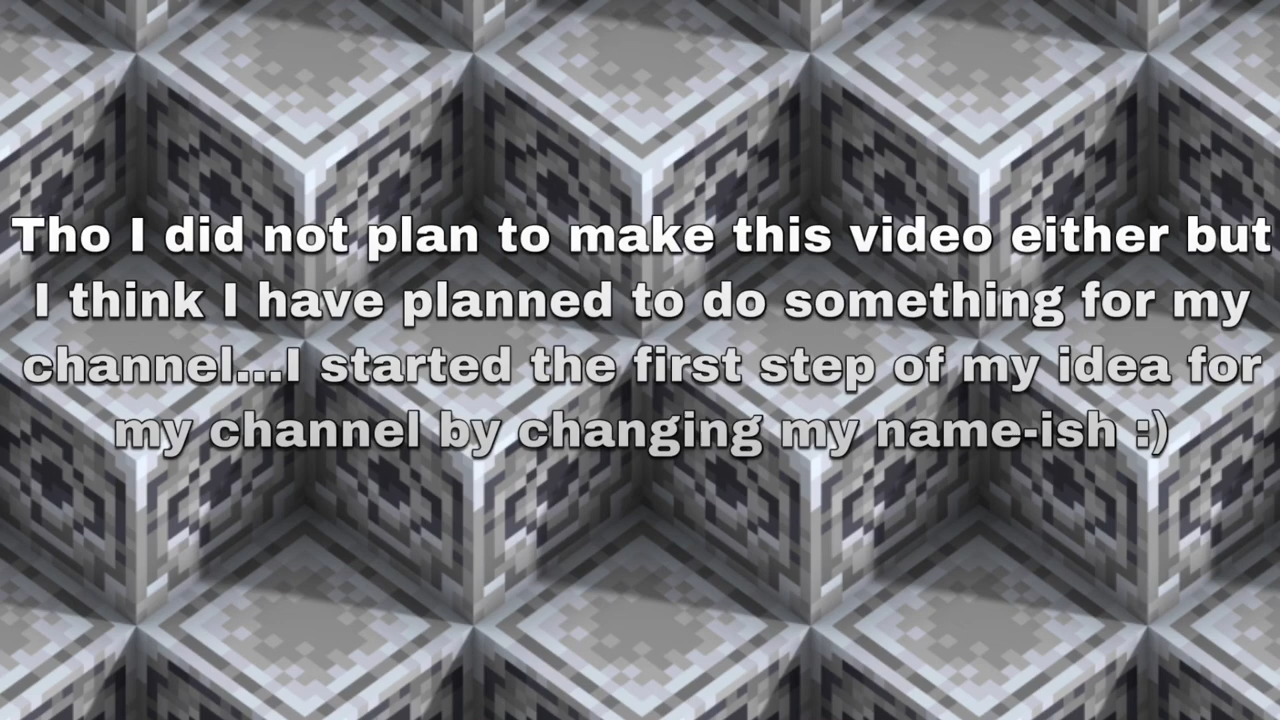 Tho I did not plan to make this video either but
I think I have planned to do something for my
channel...I started the first step of my idea for
my channel by changing my name-ish :)